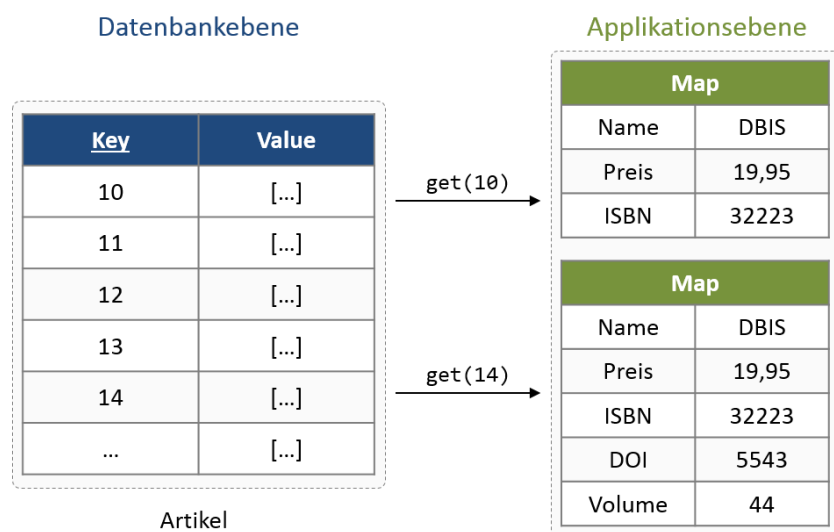 Datenbankebene
Applikationsebene
Key Value
10 [...]
11 [...]
12 [...]
13 [...]
14 [...]
... [...]
Artikel
get(10)
get(14)
Map
Name DBIS
Preis 19,95
ISBN 32223
Map
Name DBIS
Preis 19,95
ISBN 32223
DOI 5543
Volume 44